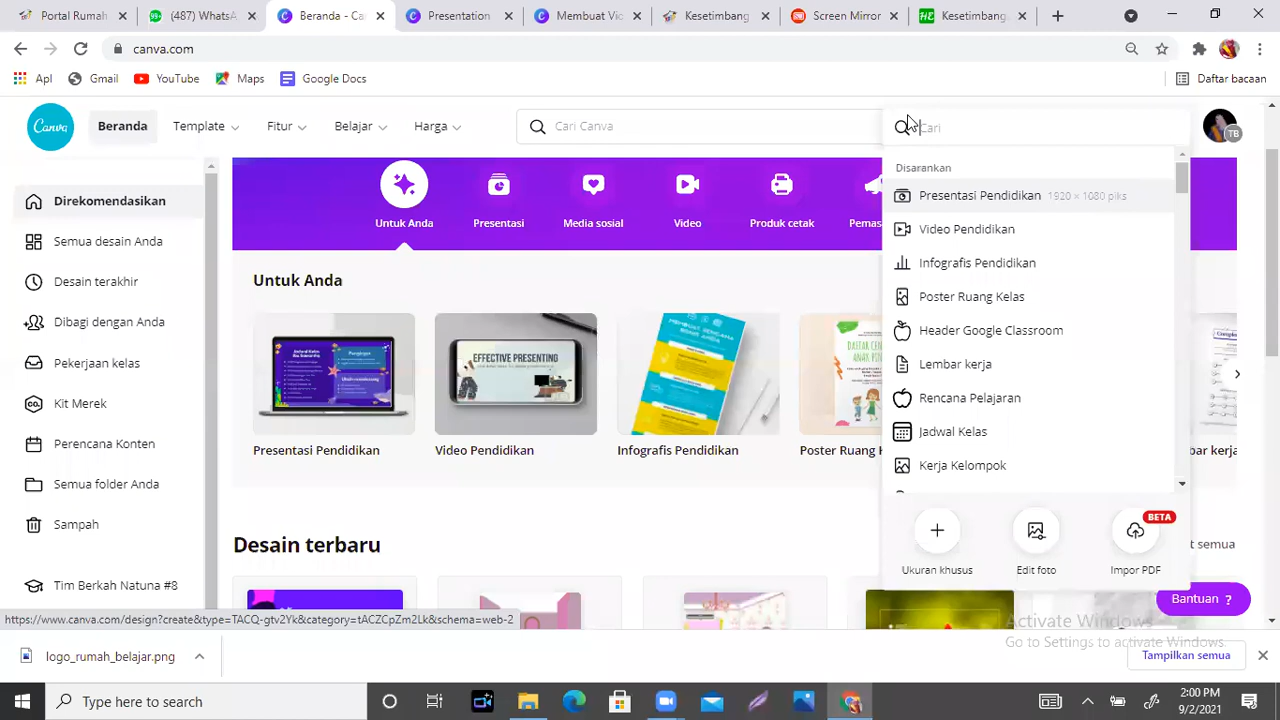 Portal Rumah
(487) WhatsA
Beranda - Ca
Presentation
Membuat Vid
Kesetimbang
Screen Mirror
Kesetimbang
canva.com
Apl
Gmail
YouTube
Maps
Google Docs
Daftar bacaan
Canva
Beranda
Template
Fitur
Belajar
Harga
Cari Canva
Cari
TB
Direkomendasikan
Semua desain Anda
Desain terakhir
Dibagi dengan Anda
Pekerjaan kelas
Kit Merek
Perencana Konten
Semua folder Anda
Sampah
Tim Berkah Natuna #8
Untuk Anda
Presentasi
Media sosial
Video
Produk cetak
Pemas
Untuk Anda
EFFECTIVE PRESENTING
Presentasi Pendidikan
Video Pendidikan
Infografis Pendidikan
Poster Ruang K
bar kerja
Desain terbaru
t semua
Disarankan
Presentasi Pendidikan 1920 × 1080 piks
Video Pendidikan
Infografis Pendidikan
Poster Ruang Kelas
Header Google Classroom
Lembar kerja
Rencana Pelajaran
Jadwal Kelas
Kerja Kelompok
BETA
Ukuran khusus
Edit foto
Impor PDF
Bantuan ?
https://www.canva.com/design?create&type=TACQ-gtv2Yk&category=tACZCpZm2Lk&schema=web-2
Activate Windows
Go to Settings to activate Windows.
logo_rumah_belajar.png
Tampilkan semua
Type here to search
2:00 PM
9/2/2021